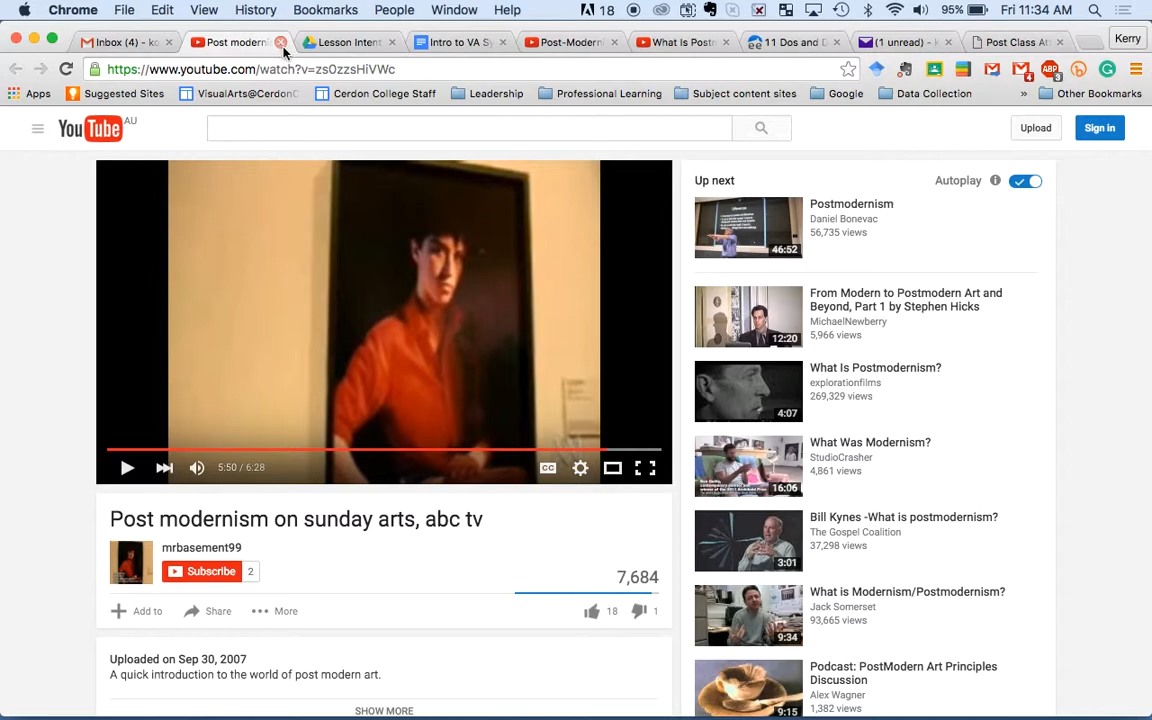 Chrome File Edit View History Bookmarks People Window Help 18 95% Fri 11:34 AM
Inbox (4) - ko Post modern Lesson Intent Intro to VA Sy Post-Modern What Is Postm 11 Dos and D (1 unread) - k Post Class Att Kerry
https://www.youtube.com/watch?v=zs0zzsHiVWc
Apps Suggested Sites VisualArts@CerdonC Cerdon College Staff Leadership Professional Learning Subject content sites Google Data Collection » Other Bookmarks
YouTube AU Upload Sign in
Up next Autoplay
Postmodernism
Daniel Bonevac
56,735 views
46:52
From Modern to Postmodern Art and
Beyond, Part 1 by Stephen Hicks
MichaelNewberry
5,966 views
12:20
What Is Postmodernism?
explorationfilms
269,329 views
4:07
What Was Modernism?
StudioCrasher
4,861 views
16:06
Bill Kynes -What is postmodernism?
The Gospel Coalition
37,298 views
3:01
What is Modernism/Postmodernism?
Jack Somerset
93,665 views
9:34
Podcast: PostModern Art Principles
Discussion
Alex Wagner
1,382 views
9:15
5:50 / 6:28 CC
Post modernism on sunday arts, abc tv
mrbasement99
Subscribe 2
7,684
Add to Share More 18 1
Uploaded on Sep 30, 2007
A quick introduction to the world of post modern art.
SHOW MORE